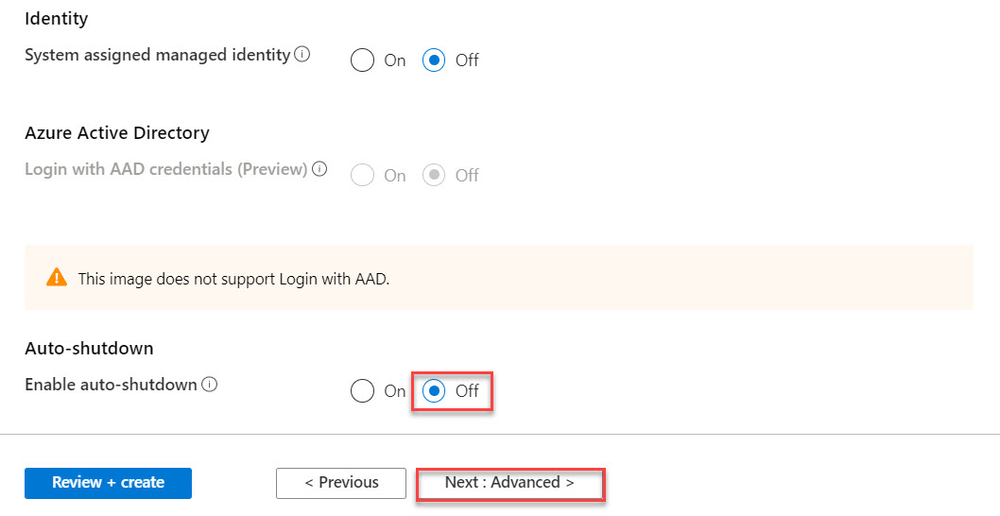 Identity
System assigned managed identity On Off
Azure Active Directory
Login with AAD credentials (Preview) On Off
This image does not support Login with AAD.
Auto-shutdown
Enable auto-shutdown On Off
Review + create < Previous Next : Advanced >